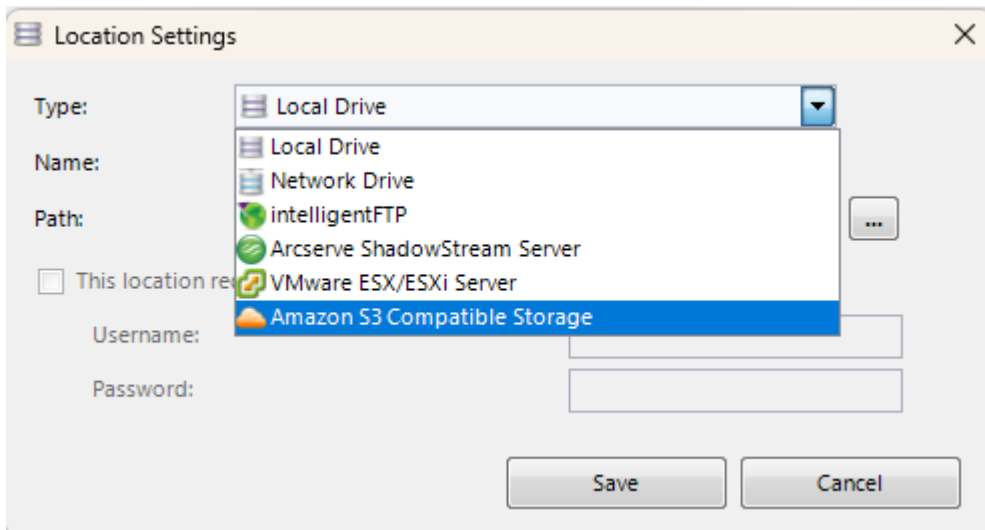 Location Settings
Type:
Local Drive
Local Drive
Name:
Network Drive
intelligentFTP
Path:
...
Arcserve ShadowStream Server
This location re
VMware ESX/ESXi Server
Amazon S3 Compatible Storage
Username:
Password:
Save
Cancel